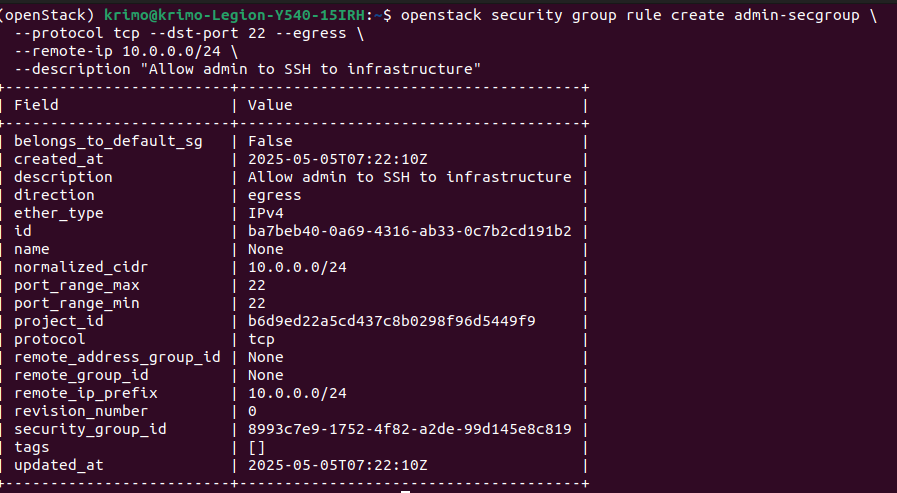 (openStack) krimo@krimo-Legion-Y540-15IRH:~$ openstack security group rule create admin-secgroup \
  --protocol tcp --dst-port 22 --egress \
  --remote-ip 10.0.0.0/24 \
  --description "Allow admin to SSH to infrastructure"
+-------------------------+--------------------------------------+
| Field                   | Value                                |
+-------------------------+--------------------------------------+
| belongs_to_default_sg   | False                                |
| created_at              | 2025-05-05T07:22:10Z                 |
| description             | Allow admin to SSH to infrastructure |
| direction               | egress                               |
| ether_type              | IPv4                                 |
| id                      | ba7beb40-0a69-4316-ab33-0c7b2cd191b2 |
| name                    | None                                 |
| normalized_cidr         | 10.0.0.0/24                          |
| port_range_max          | 22                                   |
| port_range_min          | 22                                   |
| project_id              | b6d9ed22a5cd437c8b0298f96d5449f9     |
| protocol                | tcp                                  |
| remote_address_group_id | None                                 |
| remote_group_id         | None                                 |
| remote_ip_prefix        | 10.0.0.0/24                          |
| revision_number         | 0                                    |
| security_group_id       | 8993c7e9-1752-4f82-a2de-99d145e8c819 |
| tags                    | []                                   |
| updated_at              | 2025-05-05T07:22:10Z                 |
+-------------------------+--------------------------------------+